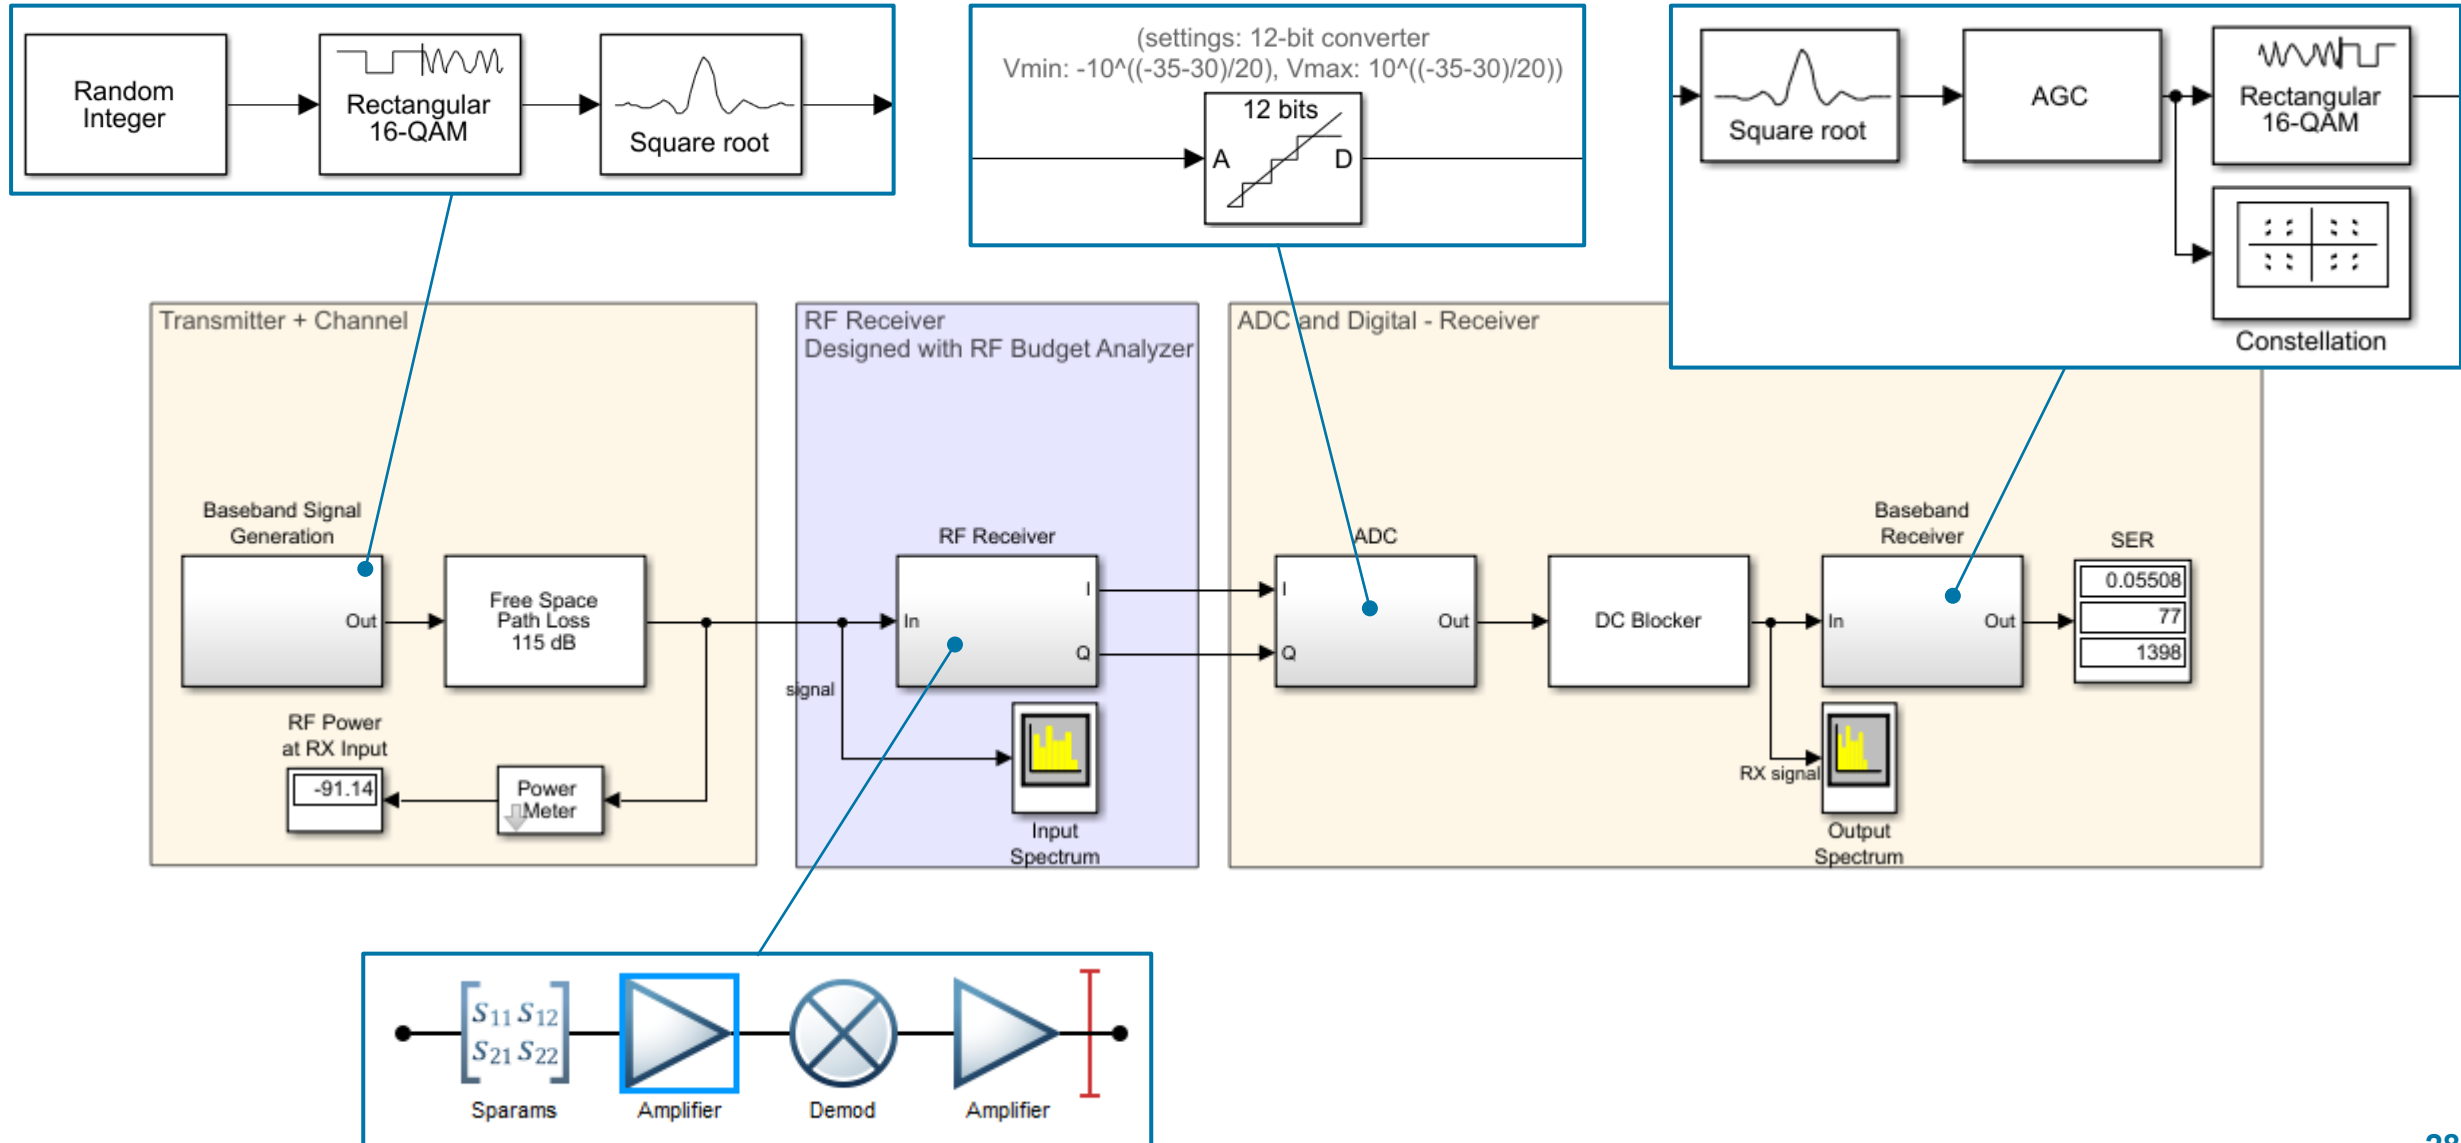 Random
Integer
Rectangular
16-QAM
Square root
(settings: 12-bit converter
Vmin: -10^((-35-30)/20), Vmax: 10^((-35-30)/20))
12 bits
A
D
Square root
AGC
Rectangular
16-QAM
Constellation
Transmitter + Channel
RF Receiver
Designed with RF Budget Analyzer
ADC and Digital - Receiver
Baseband Signal
Generation
Out
Free Space
Path Loss
115 dB
RF Power
at RX Input
-91.14
Power
Meter
signal
RF Receiver
In
I
Q
Input
Spectrum
ADC
I
Q
Out
DC Blocker
RX signal
Baseband
Receiver
In
Out
Output
Spectrum
SER
0.05508
77
1398
S11 S12
S21 S22
Sparams
Amplifier
Demod
Amplifier